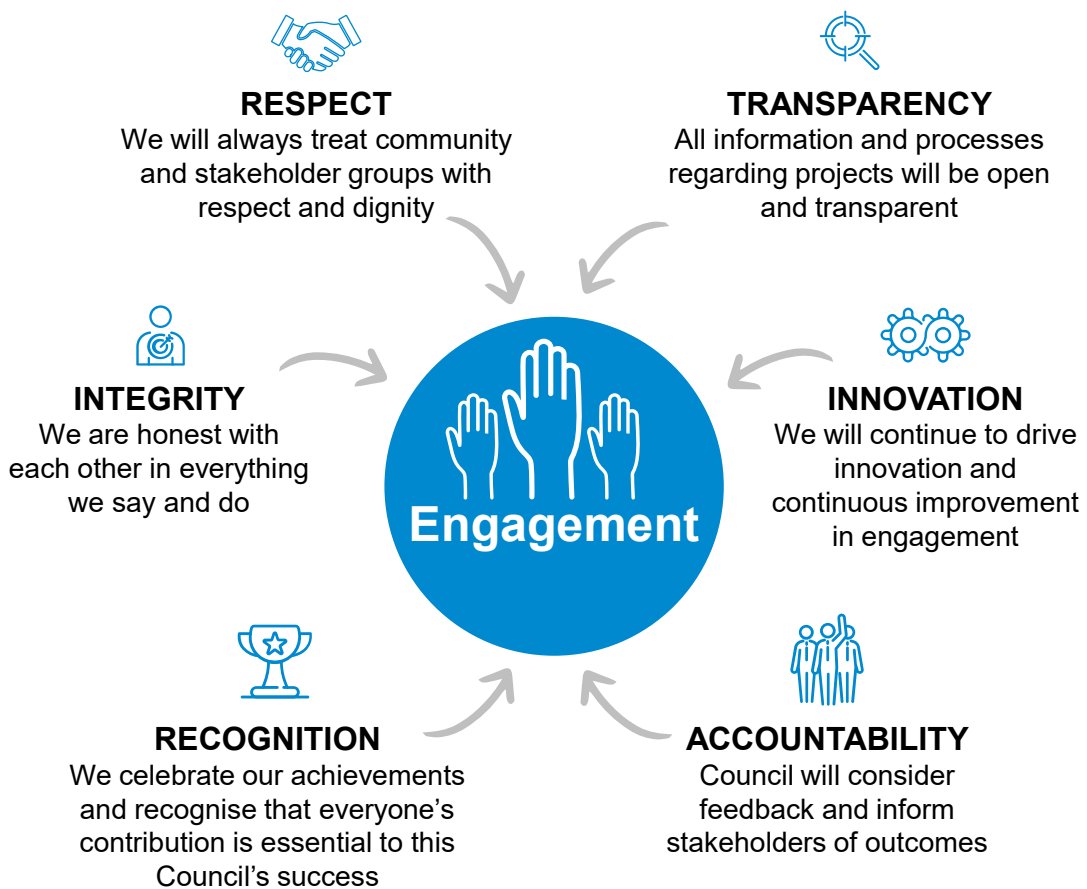 RESPECT
We will always treat community
and stakeholder groups with
respect and dignity
TRANSPARENCY
All information and processes
regarding projects will be open
and transparent
INTEGRITY
We are honest with
each other in everything
we say and do
Engagement
INNOVATION
We will continue to drive
innovation and
continuous improvement
in engagement
RECOGNITION
We celebrate our achievements
and recognise that everyone’s
contribution is essential to this
Council’s success
ACCOUNTABILITY
Council will consider
feedback and inform
stakeholders of outcomes